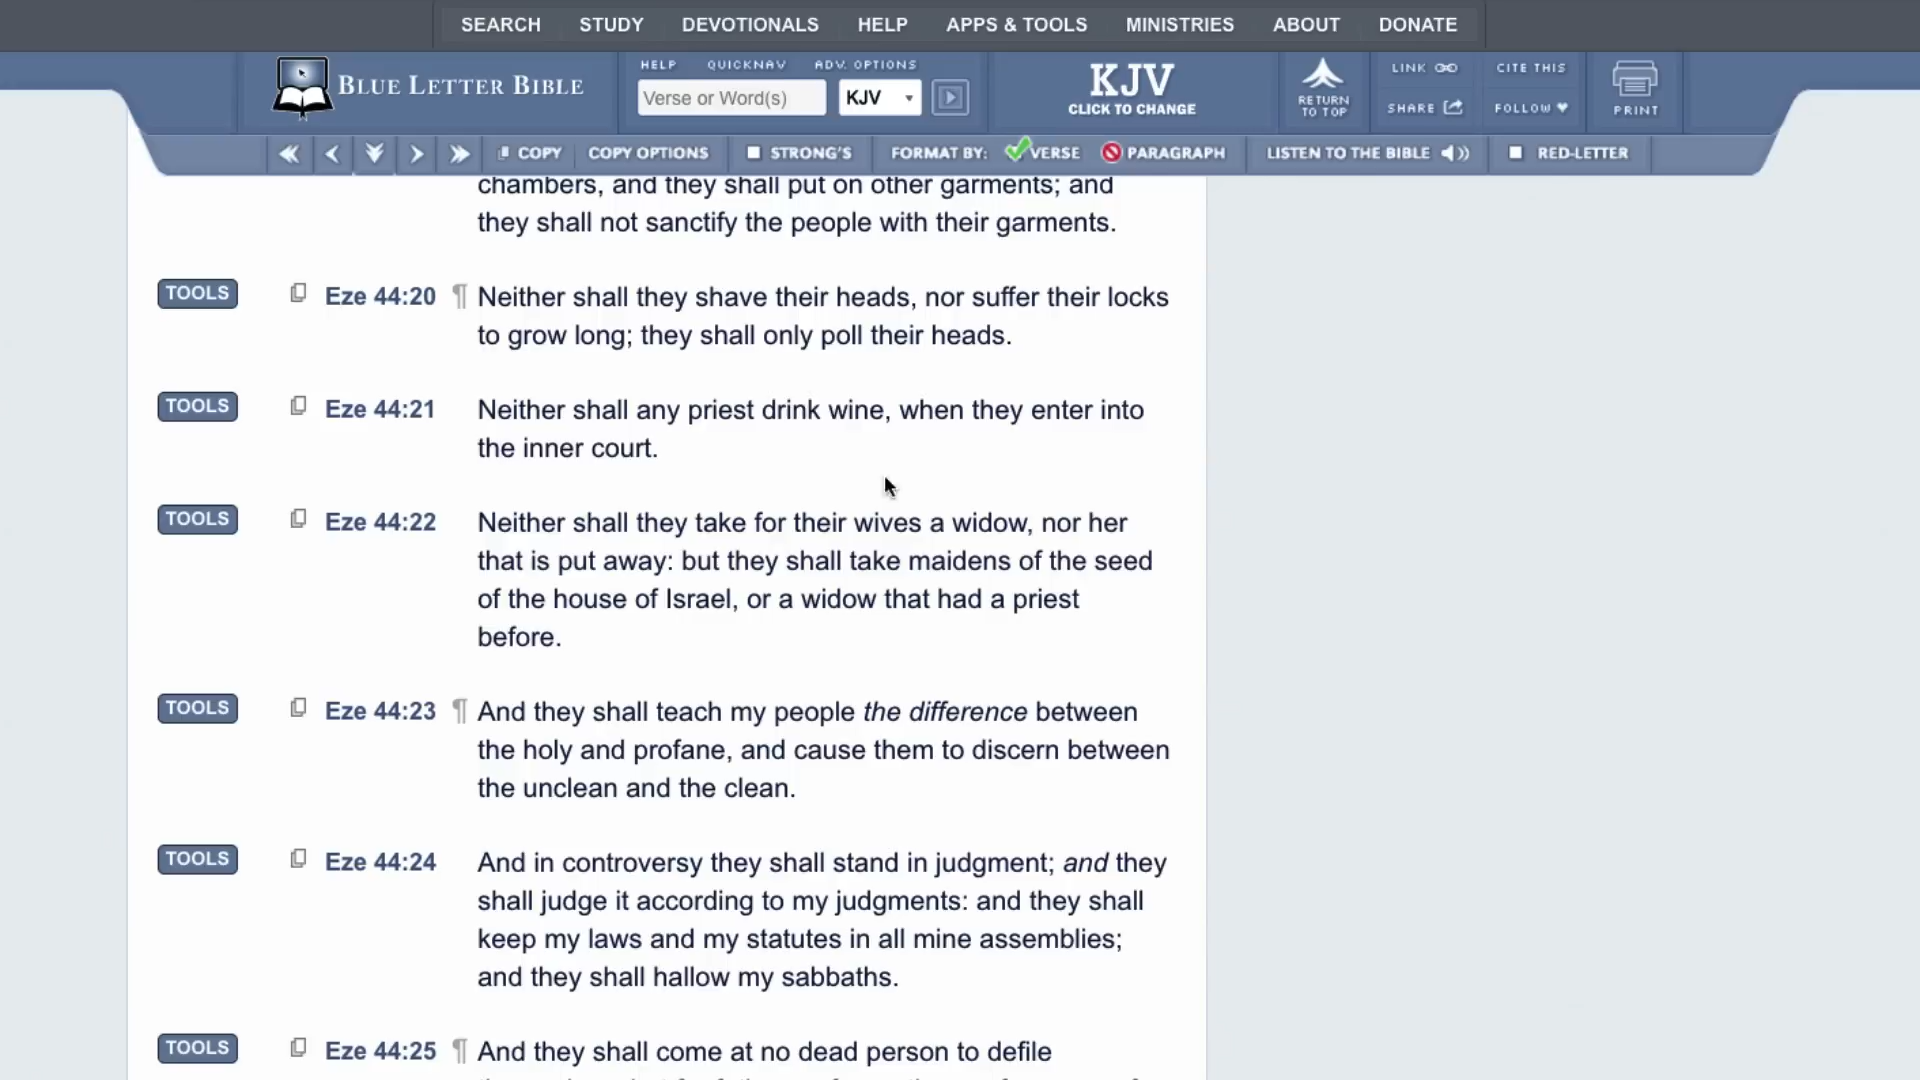 SEARCH STUDY DEVOTIONALS HELP APPS & TOOLS MINISTRIES ABOUT DONATE
HELP QUICKNAV ADV. OPTIONS
BLUE LETTER BIBLE
Verse or Word(s) KJV
KJV
CLICK TO CHANGE
RETURN
TO TOP
LINK
SHARE
CITE THIS
FOLLOW
PRINT
COPY COPY OPTIONS STRONG'S FORMAT BY: VERSE PARAGRAPH LISTEN TO THE BIBLE RED-LETTER
chambers, and they shall put on other garments; and
they shall not sanctify the people with their garments.
TOOLS Eze 44:20 ¶ Neither shall they shave their heads, nor suffer their locks
to grow long; they shall only poll their heads.
TOOLS Eze 44:21 Neither shall any priest drink wine, when they enter into
the inner court.
TOOLS Eze 44:22 Neither shall they take for their wives a widow, nor her
that is put away: but they shall take maidens of the seed
of the house of Israel, or a widow that had a priest
before.
TOOLS Eze 44:23 ¶ And they shall teach my people the difference between
the holy and profane, and cause them to discern between
the unclean and the clean.
TOOLS Eze 44:24 And in controversy they shall stand in judgment; and they
shall judge it according to my judgments: and they shall
keep my laws and my statutes in all mine assemblies;
and they shall hallow my sabbaths.
TOOLS Eze 44:25 ¶ And they shall come at no dead person to defile